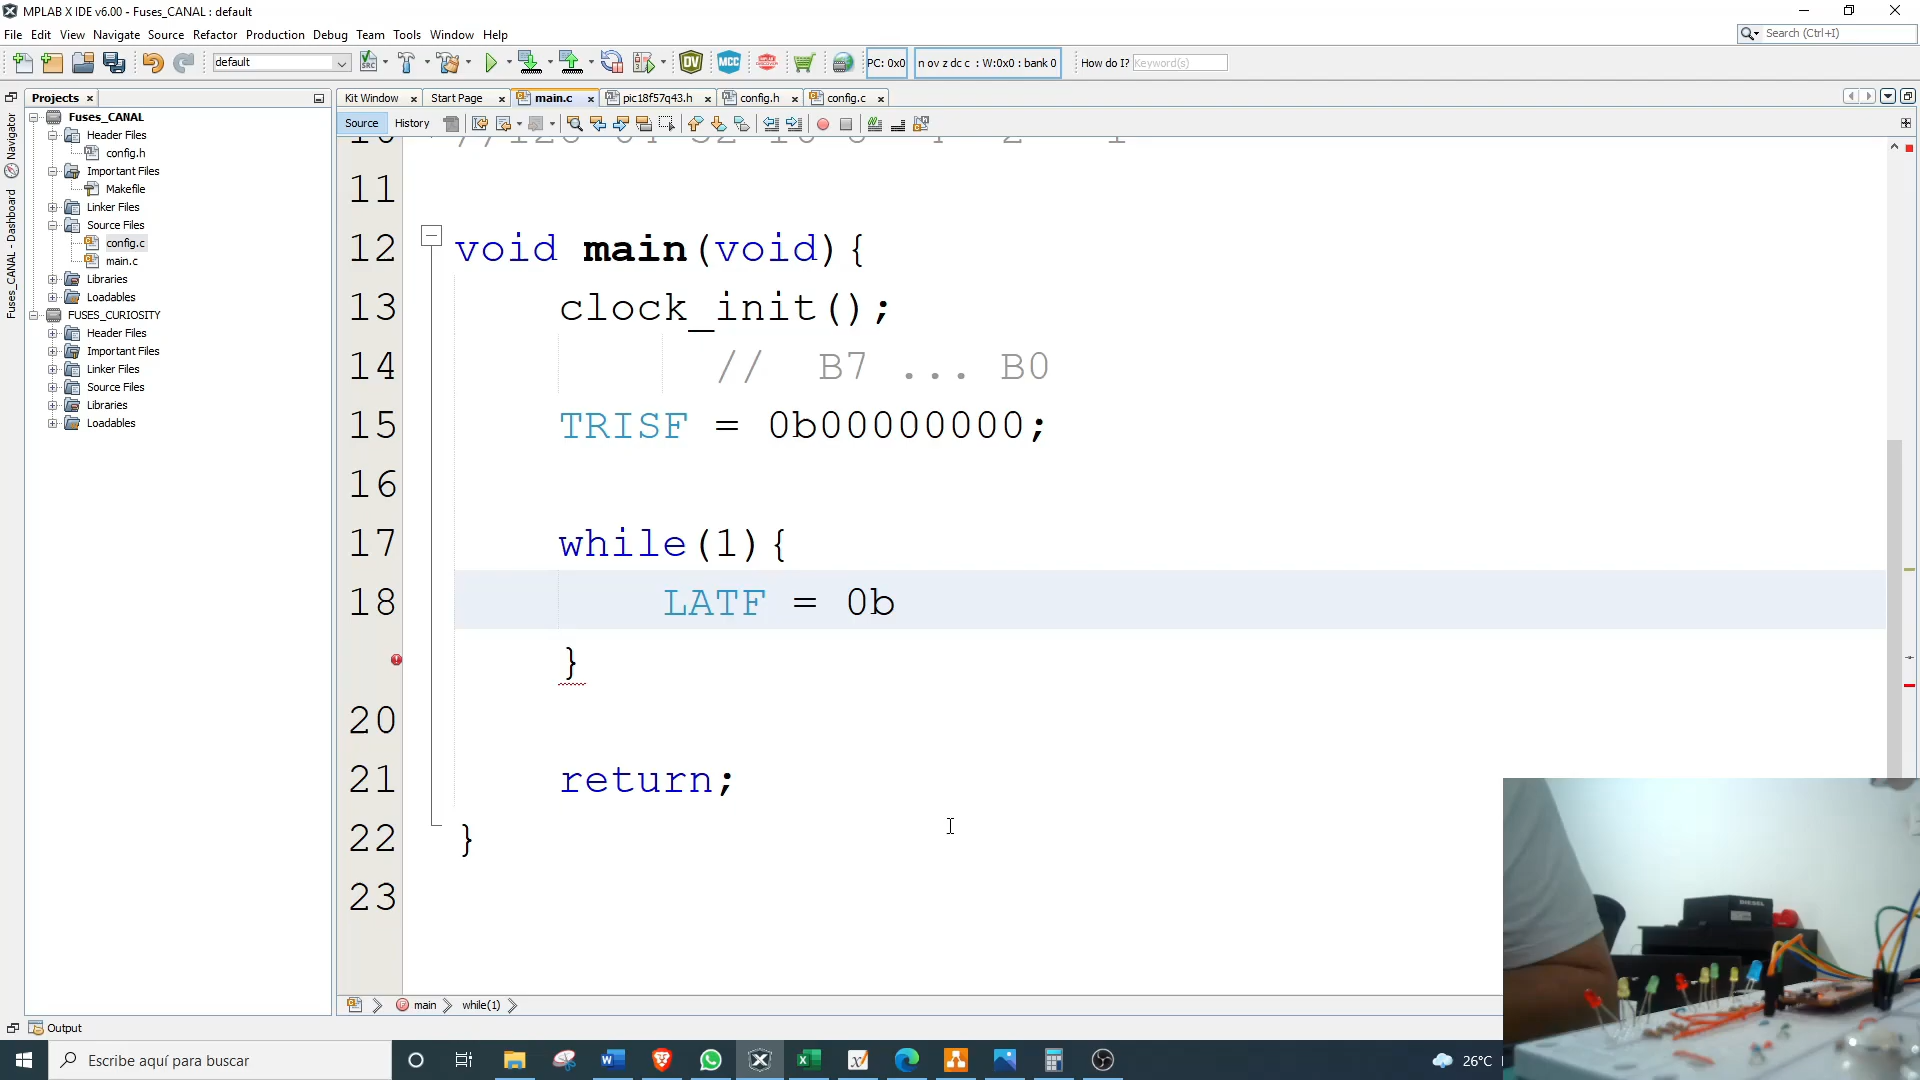 MPLAB X IDE v6.00 - Fuses_CANAL : default
File Edit View Navigate Source Refactor Production Debug Team Tools Window Help
Search (Ctrl+I)
default
PC: 0x0
n ov z dc c : W:0x0 : bank 0
How do I? Keyword(s)
Projects
Kit Window
Start Page
main.c
pic18f57q43.h
config.h
config.c
Source
History
Navigator
Fuses_CANAL - Dashboard
Fuses_CANAL
Header Files
config.h
Important Files
Makefile
Linker Files
Source Files
config.c
main.c
Libraries
Loadables
FUSES_CURIOSITY
Header Files
Important Files
Linker Files
Source Files
Libraries
Loadables
11
12 void main(void){
13 clock_init();
14 // B7 ... B0
15 TRISF = 0b00000000;
16
17 while(1){
18 LATF = 0b
}
20
21 return;
22 }
23
main while(1)
Output
Escribe aquí para buscar
26°C
DIESEL